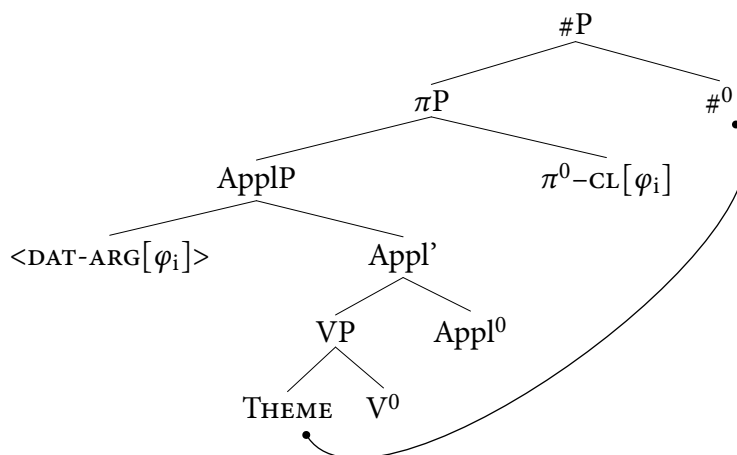 #P
πP #⁰
ApplP π⁰–CL[φᵢ]
<DAT-ARG[φᵢ]> Appl’
VP Appl⁰
THEME V⁰